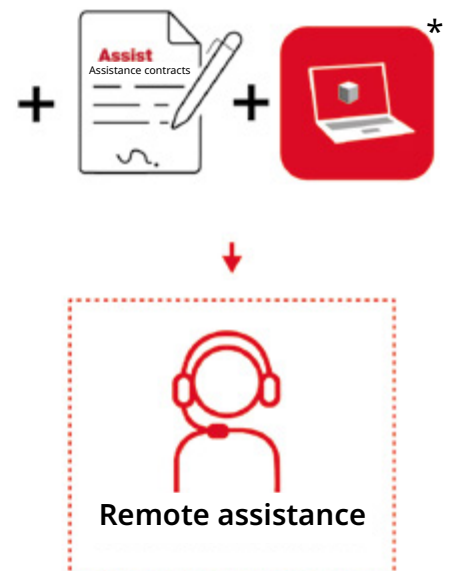 +
Assist
Assistance contracts
+
*
Remote assistance